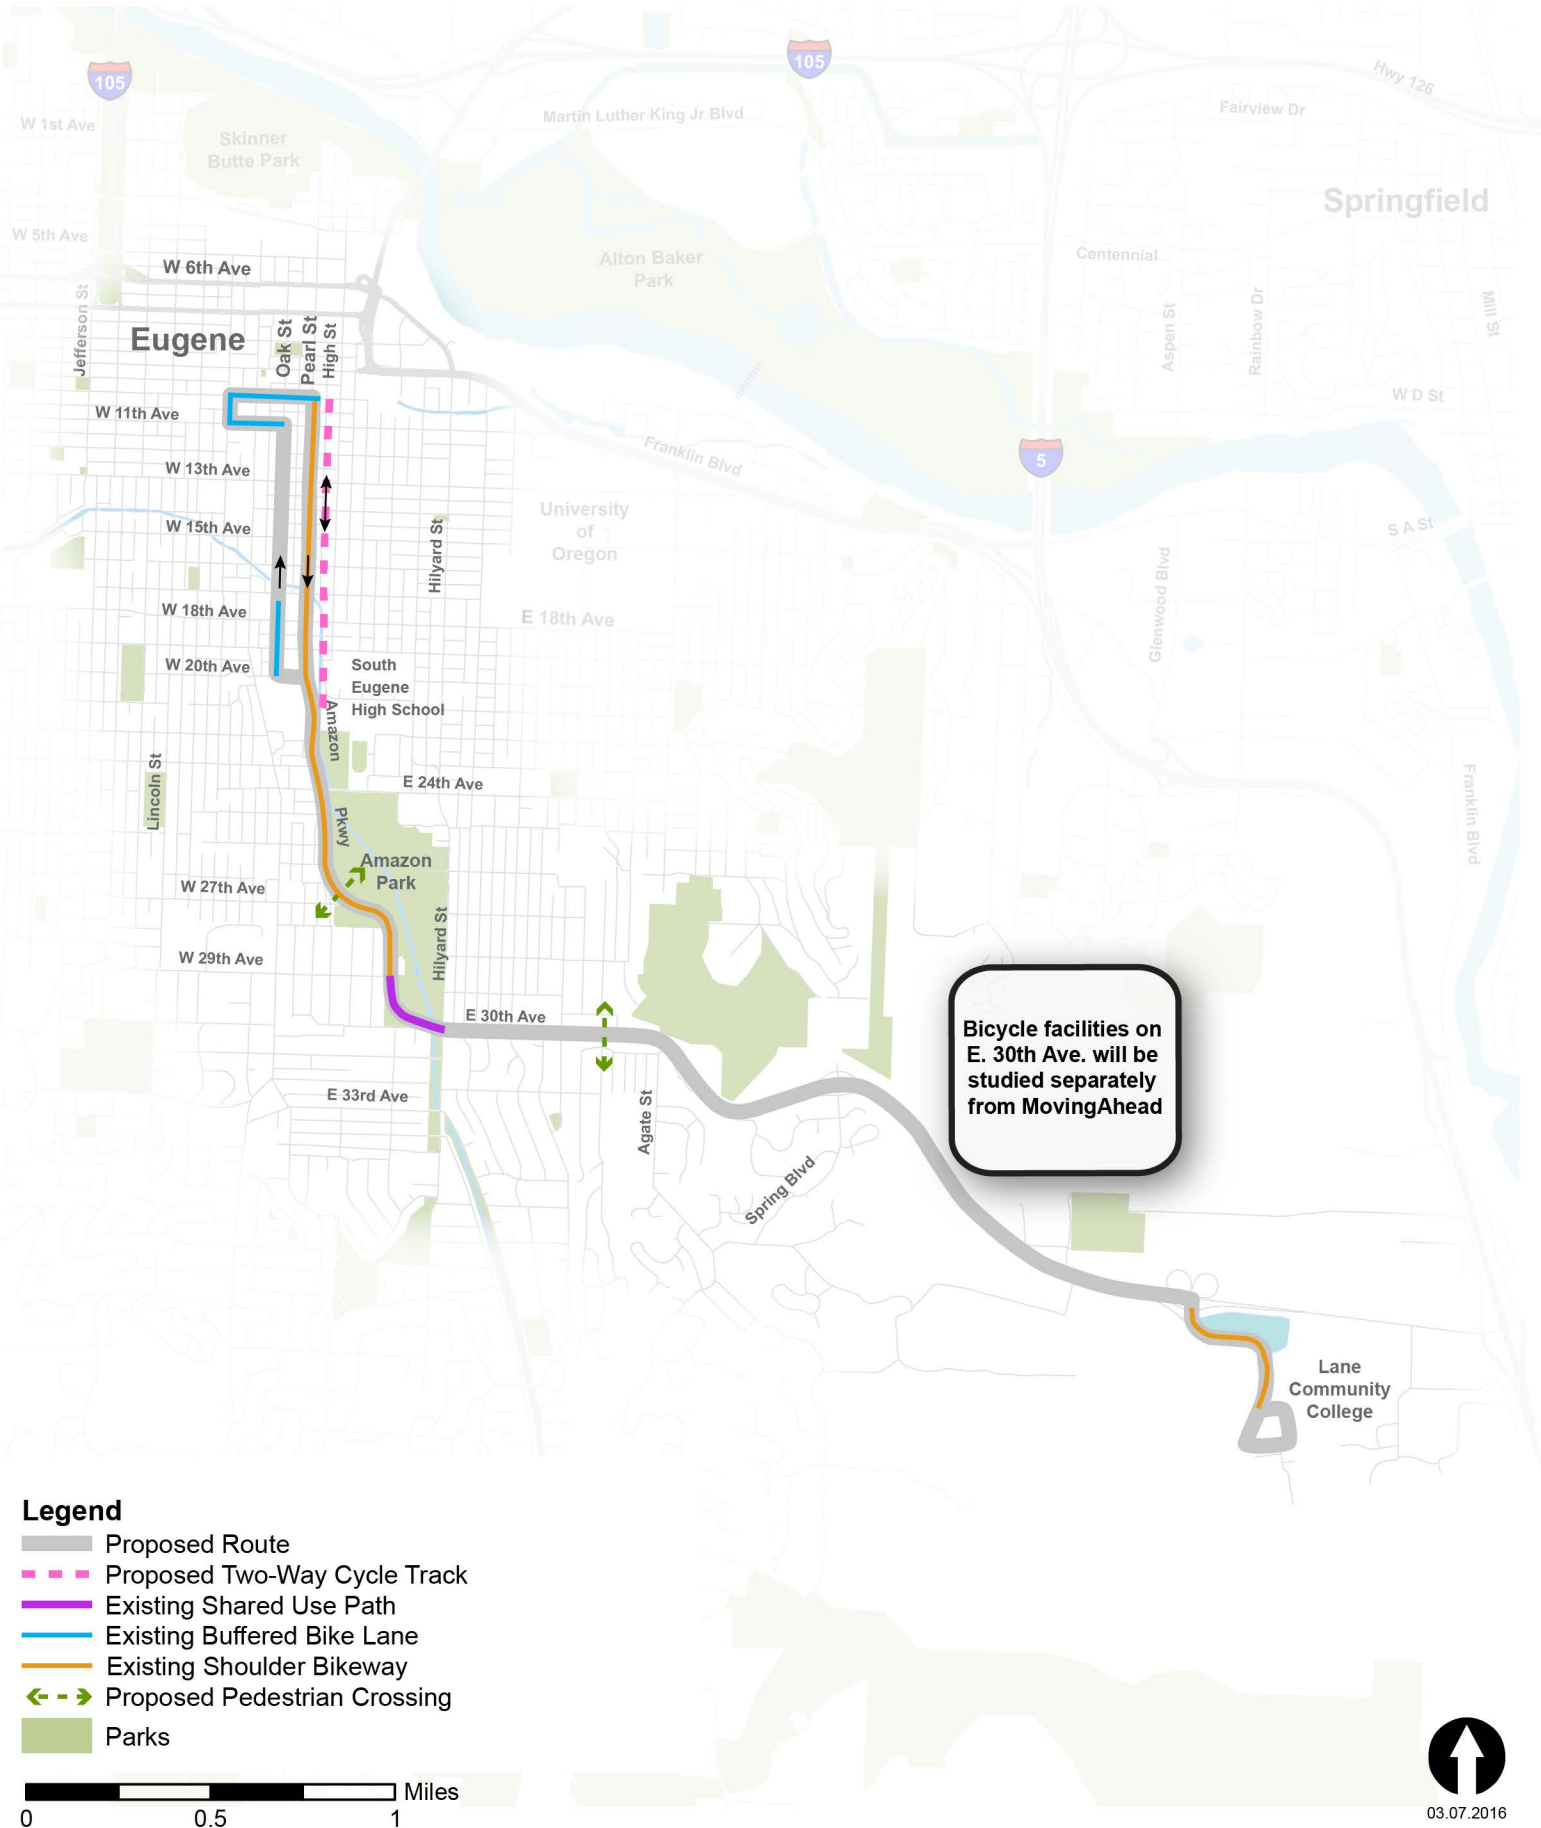 105
105
Hwy 126
W 1st Ave
Martin Luther King Jr Blvd
Fairview Dr
Skinner
Butte Park
Springfield
W 5th Ave
W 6th Ave
Alton Baker
Park
Centennial
Jefferson St
Eugene
Oak St
Pearl St
High St
Aspen St
Rainbow Dr
Mill St
W 11th Ave
W D St
W 13th Ave
Franklin Blvd
5
W 15th Ave
University
of
Oregon
Hilyard St
S A St
Glenwood Blvd
W 18th Ave
E 18th Ave
W 20th Ave
South
Eugene
High School
Amazon
Pkwy
Lincoln St
E 24th Ave
Franklin Blvd
Amazon
Park
W 27th Ave
Hilyard St
W 29th Ave
E 30th Ave
Bicycle facilities on
E. 30th Ave. will be
studied separately
from MovingAhead
E 33rd Ave
Agate St
Spring Blvd
Lane
Community
College
Legend
Proposed Route
Proposed Two-Way Cycle Track
Existing Shared Use Path
Existing Buffered Bike Lane
Existing Shoulder Bikeway
Proposed Pedestrian Crossing
Parks
Miles
0 0.5 1
03.07.2016